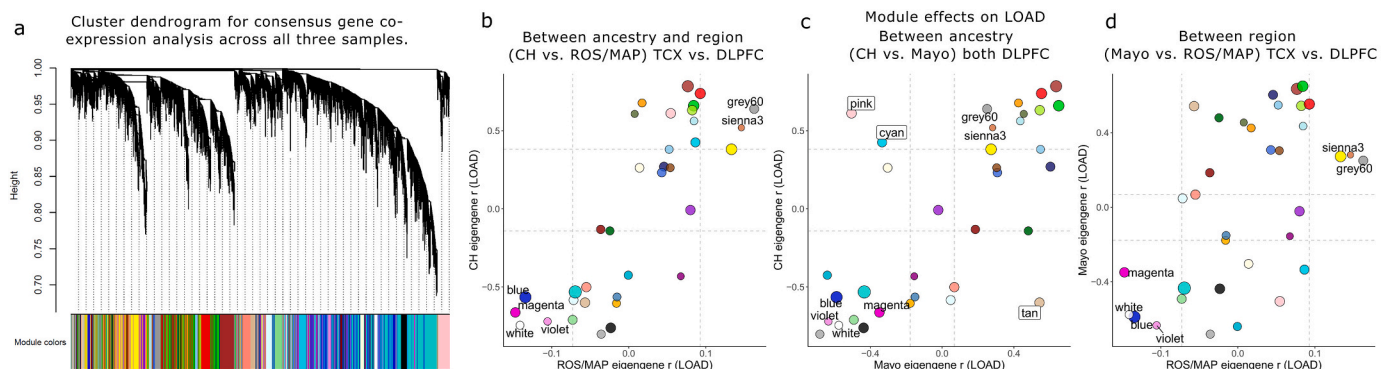 a
Cluster dendrogram for consensus gene co-
expression analysis across all three samples.
Height
1.00
0.95
0.90
0.85
0.80
0.75
0.70
Module colors
b
Between ancestry and region
(CH vs. ROS/MAP) TCX vs. DLPFC
CH eigengene r (LOAD)
0.5
0.0
−0.5
grey60
sienna3
blue
magenta
white
violet
−0.1
0.0
0.1
ROS/MAP eigengene r (LOAD)
c
Module effects on LOAD
Between ancestry
(CH vs. Mayo) both DLPFC
CH eigengene r (LOAD)
0.5
0.0
−0.5
pink
cyan
grey60
sienna3
blue
magenta
violet
white
tan
−0.4
0.0
0.4
Mayo eigengene r (LOAD)
d
Between region
(Mayo vs. ROS/MAP) TCX vs. DLPFC
Mayo eigengene r (LOAD)
0.4
0.0
−0.4
sienna3
grey60
magenta
white
blue
violet
−0.1
0.0
0.1
ROS/MAP eigengene r (LOAD)